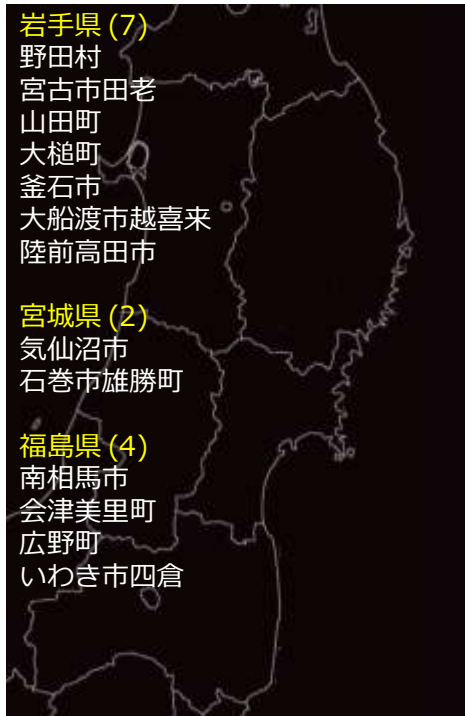 岩手県 (7)
野田村
宮古市田老
山田町
大槌町
釜石市
大船渡市越喜来
陸前高田市
宮城県 (2)
気仙沼市
石巻市雄勝町
福島県 (4)
南相馬市
会津美里町
広野町
いわき市四倉